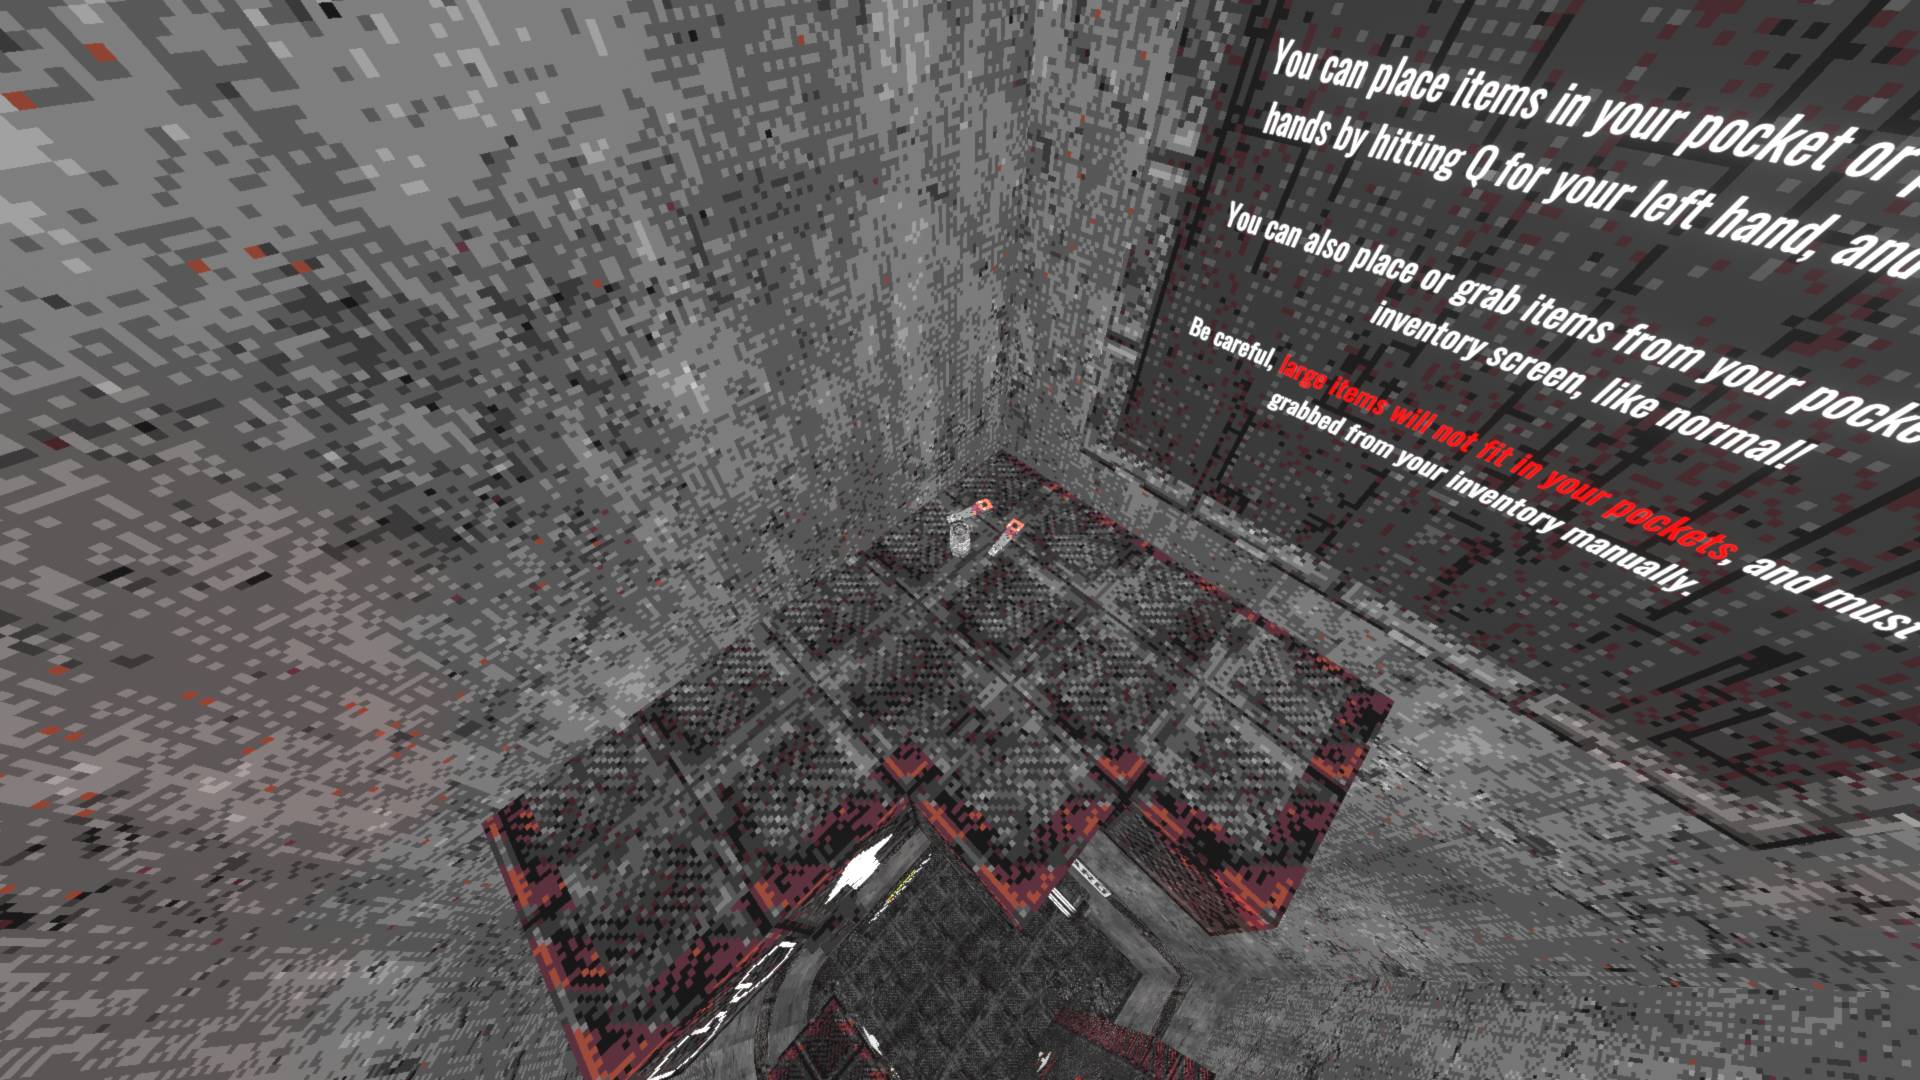 You can place items in your pocket or
hands by hitting Q for your left hand, and
You can also place or grab items from your
inventory screen, like normal!
Be careful, large items will not fit in your pockets, and must
grabbed from your inventory manually.